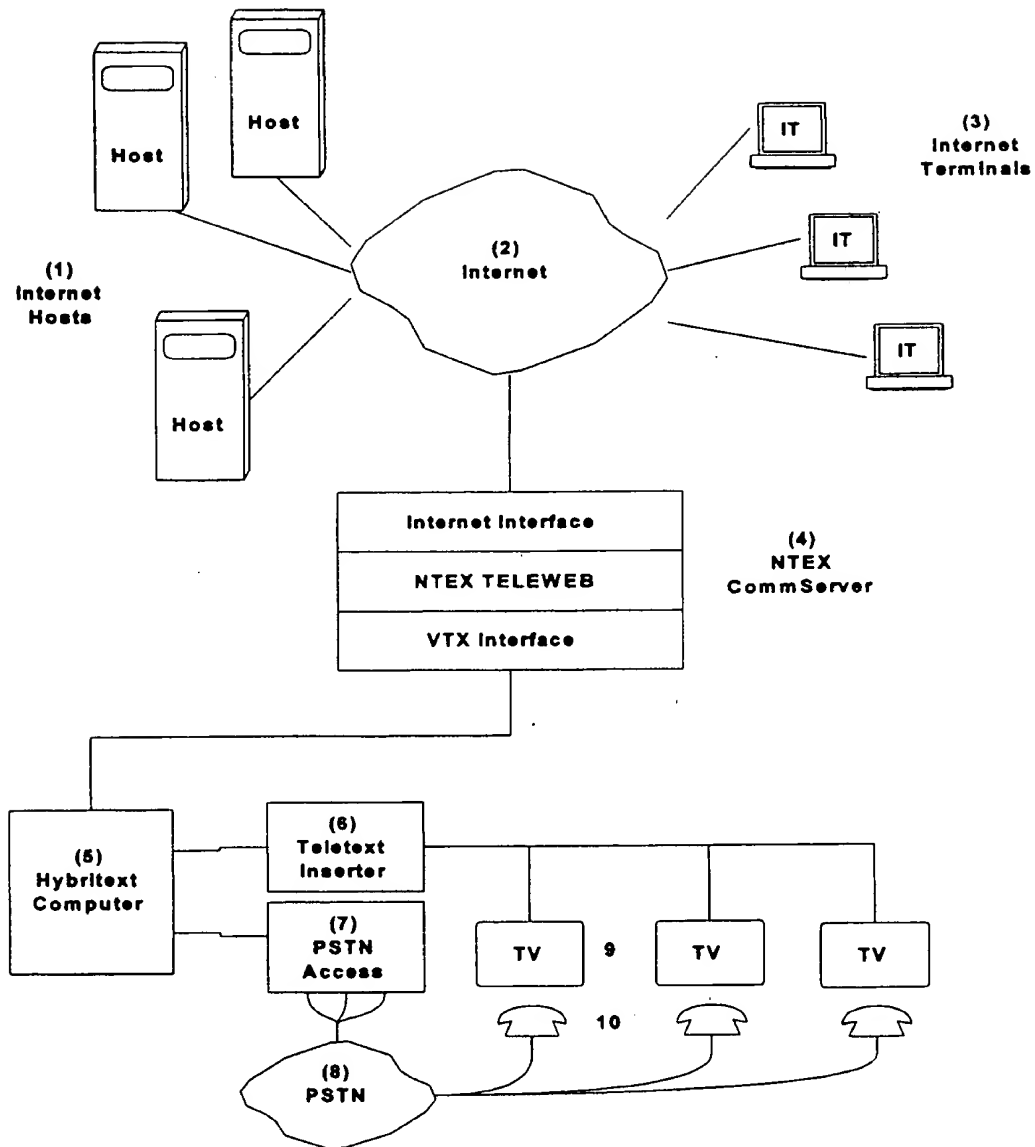 Host
Host
IT
(3)
Internet
Terminals
(2)
Internet
IT
(1)
Internet
Hosts
IT
Host
Internet Interface
NTEX TELEWEB
VTX Interface
(4)
NTEX
CommServer
(5)
Hybritext
Computer
(6)
Teletext
Inserter
(7)
PSTN
Access
TV
9
TV
TV
10
(8)
PSTN